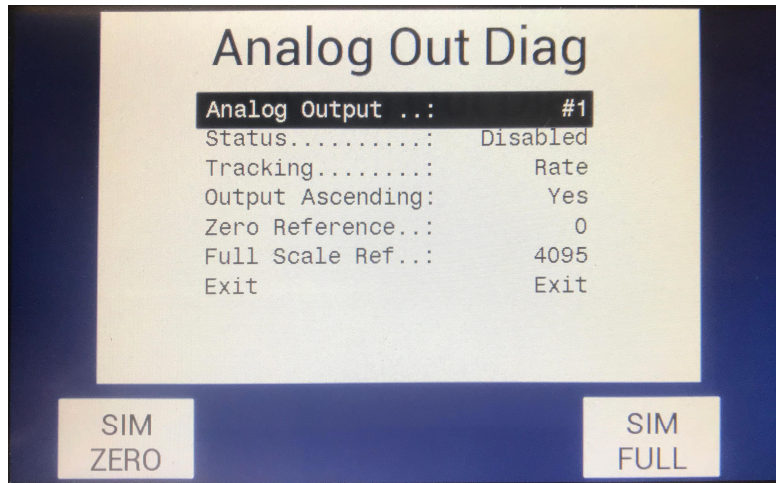 Analog Out Diag
Analog Output ..: #1
Status..........: Disabled
Tracking........: Rate
Output Ascending: Yes
Zero Reference..: 0
Full Scale Ref..: 4095
Exit Exit
SIM
ZERO
SIM
FULL